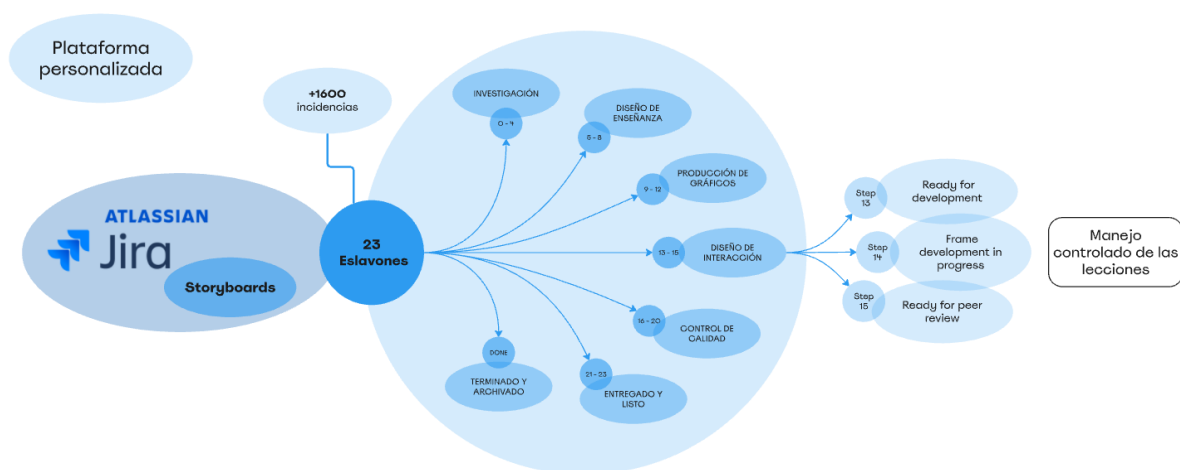 Plataforma
personalizada
+1600
incidencias
ATLASSIAN
Jira
Storyboards
23
Eslavones
INVESTIGACIÓN
0 - 4
DISEÑO DE
ENSEÑANZA
5 - 8
PRODUCCIÓN DE
GRÁFICOS
9 - 12
DISEÑO DE
INTERACCIÓN
13 - 15
CONTROL DE
CALIDAD
16 - 20
ENTREGADO Y
LISTO
21 - 23
DONE
TERMINADO Y
ARCHIVADO
Step
13
Ready for
development
Step
14
Frame
development in
progress
Step
15
Ready for peer
review
Manejo
controlado de las
lecciones